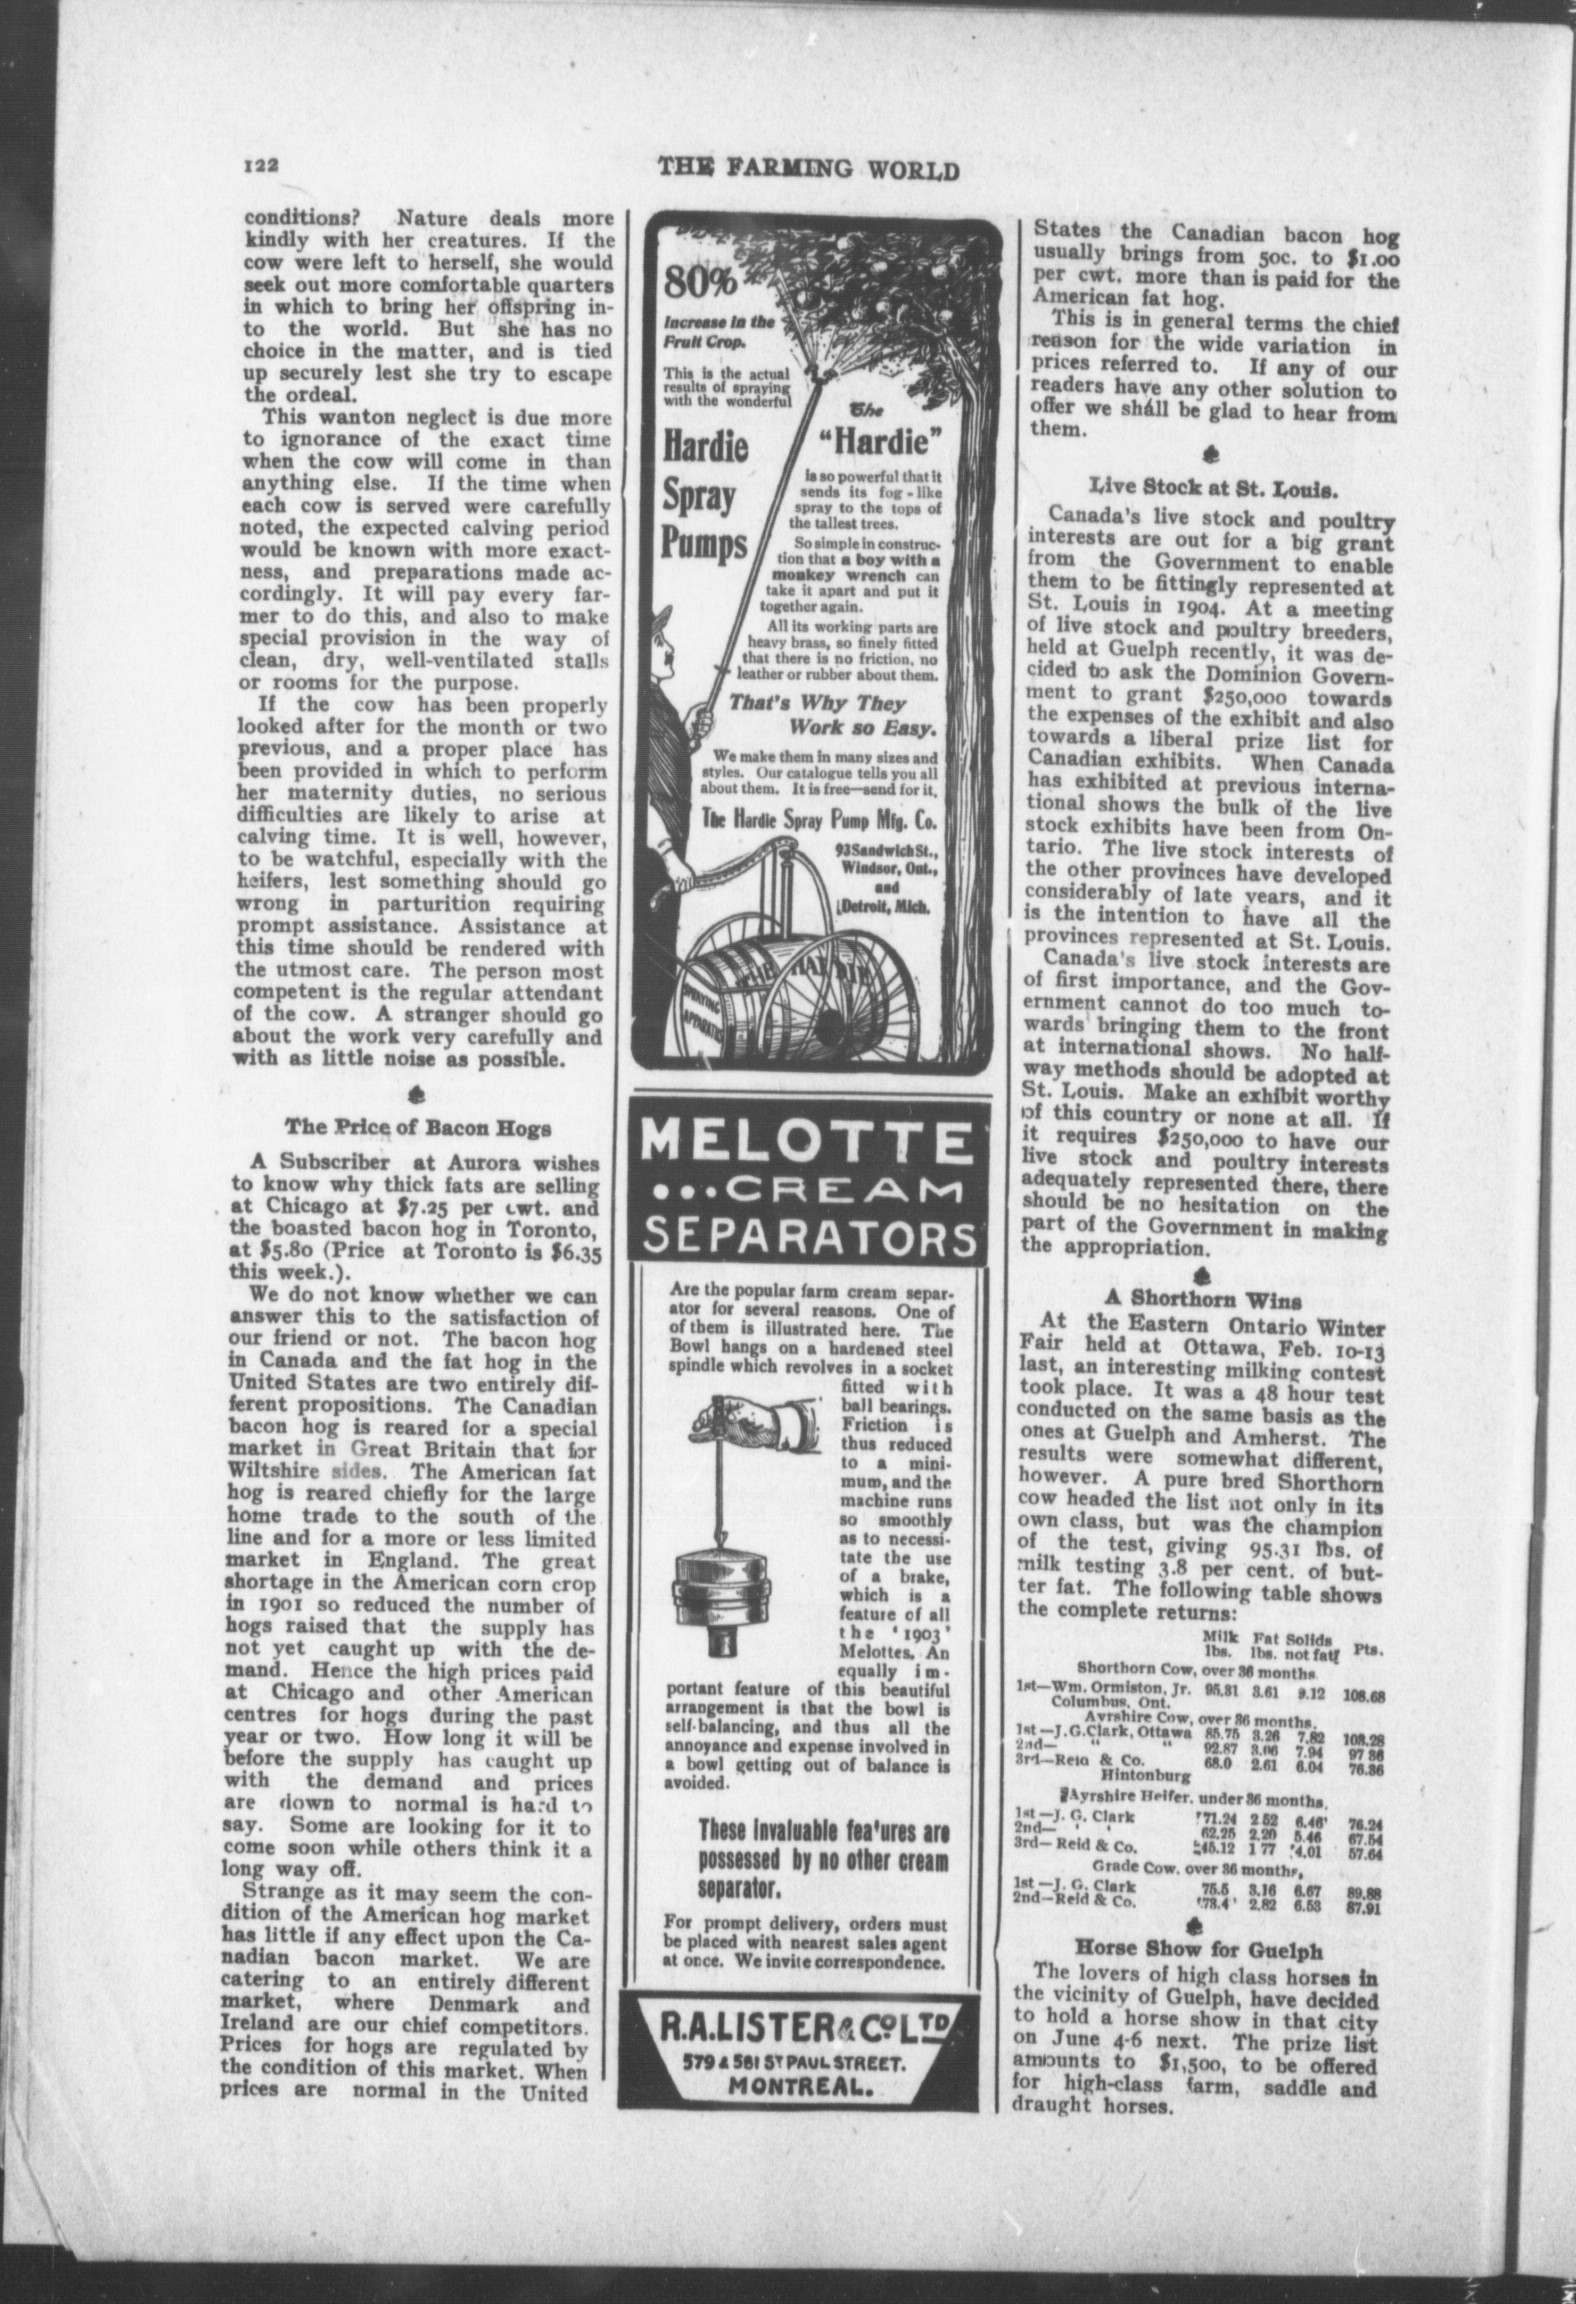 122
THE FARMING WORLD
conditions? Nature deals more
kindly with her creatures. If the
cow were left to herself, she would
seek out more comfortable quarters
in which to bring her offspring in-
to the world. But she has no
choice in the matter, and is tied
up securely lest she try to escape
the ordeal.
This wanton neglect is due more
to ignorance of the exact time
when the cow will come in than
anything else. If the time when
each cow is served were carefully
noted, the expected calving period
would be known with more exact-
ness, and preparations made ac-
cordingly. It will pay every far-
mer to do this, and also to make
special provision in the way of
clean, dry, well-ventilated stalls
or rooms for the purpose.
If the cow has been properly
looked after for the month or two
previous, and a proper place has
been provided in which to perform
her maternity duties, no serious
difficulties are likely to arise at
calving time. It is well, however,
to be watchful, especially with the
heifers, lest something should go
wrong in parturition requiring
prompt assistance. Assistance at
this time should be rendered with
the utmost care. The person most
competent is the regular attendant
of the cow. A stranger should go
about the work very carefully and
with as little noise as possible.
The Price of Bacon Hogs
A Subscriber at Aurora wishes
to know why thick fats are selling
at Chicago at $7.25 per cwt. and
the boasted bacon hog in Toronto,
at $5.80 (Price at Toronto is $6.35
this week.).
We do not know whether we can
answer this to the satisfaction of
our friend or not. The bacon hog
in Canada and the fat hog in the
United States are two entirely dif-
ferent propositions. The Canadian
bacon hog is reared for a special
market in Great Britain that for
Wiltshire sides. The American fat
hog is reared chiefly for the large
home trade to the south of the
line and for a more or less limited
market in England. The great
shortage in the American corn crop
in 1901 so reduced the number of
hogs raised that the supply has
not yet caught up with the de-
mand. Hence the high prices paid
at Chicago and other American
centres for hogs during the past
year or two. How long it will be
before the supply has caught up
with the demand and prices
are down to normal is hard to
say. Some are looking for it to
come soon while others think it a
long way off.
Strange as it may seem the con-
dition of the American hog market
has little if any effect upon the Ca-
nadian bacon market. We are
catering to an entirely different
market, where Denmark and
Ireland are our chief competitors.
Prices for hogs are regulated by
the condition of this market. When
prices are normal in the United
80%
Increase in the
Fruit Crop.
This is the actual
results of spraying
with the wonderful
Hardie
Spray
Pumps
The
"Hardie"
is so powerful that it
sends its fog-like
spray to the tops of
the tallest trees.
So simple in construc-
tion that a boy with a
monkey wrench can
take it apart and put it
together again.
All its working parts are
heavy brass, so finely fitted
that there is no friction, no
leather or rubber about them.
That's Why They
Work so Easy.
We make them in many sizes and
styles. Our catalogue tells you all
about them. It is free—send for it.
The Hardie Spray Pump Mfg. Co.
93 Sandwich St.,
Windsor, Ont.,
and
Detroit, Mich.
THE HARDIE
SPRAYING
APPARATUS
MELOTTE
...CREAM
SEPARATORS
Are the popular farm cream separ-
ator for several reasons. One of
of them is illustrated here. The
Bowl hangs on a hardened steel
spindle which revolves in a socket
fitted with
ball bearings.
Friction is
thus reduced
to a mini-
mum, and the
machine runs
so smoothly
as to necessi-
tate the use
of a brake,
which is a
feature of all
the '1903'
Melottes. An
equally im-
portant feature of this beautiful
arrangement is that the bowl is
self-balancing, and thus all the
annoyance and expense involved in
a bowl getting out of balance is
avoided.
These invaluable features are
possessed by no other cream
separator.
For prompt delivery, orders must
be placed with nearest sales agent
at once. We invite correspondence.
R.A. LISTER & Co. LTD
579 & 581 ST PAUL STREET.
MONTREAL.
States the Canadian bacon hog
usually brings from 50c. to $1.00
per cwt. more than is paid for the
American fat hog.
This is in general terms the chief
reason for the wide variation in
prices referred to. If any of our
readers have any other solution to
offer we shall be glad to hear from
them.
Live Stock at St. Louis.
Canada's live stock and poultry
interests are out for a big grant
from the Government to enable
them to be fittingly represented at
St. Louis in 1904. At a meeting
of live stock and poultry breeders,
held at Guelph recently, it was de-
cided to ask the Dominion Govern-
ment to grant $250,000 towards
the expenses of the exhibit and also
towards a liberal prize list for
Canadian exhibits. When Canada
has exhibited at previous interna-
tional shows the bulk of the live
stock exhibits have been from On-
tario. The live stock interests of
the other provinces have developed
considerably of late years, and it
is the intention to have all the
provinces represented at St. Louis.
Canada's live stock interests are
of first importance, and the Gov-
ernment cannot do too much to-
wards bringing them to the front
at international shows. No half-
way methods should be adopted at
St. Louis. Make an exhibit worthy
of this country or none at all. If
it requires $250,000 to have our
live stock and poultry interests
adequately represented there, there
should be no hesitation on the
part of the Government in making
the appropriation.
A Shorthorn Wins
At the Eastern Ontario Winter
Fair held at Ottawa, Feb. 10-13
last, an interesting milking contest
took place. It was a 48 hour test
conducted on the same basis as the
ones at Guelph and Amherst. The
results were somewhat different,
however. A pure bred Shorthorn
cow headed the list not only in its
own class, but was the champion
of the test, giving 95.31 lbs. of
milk testing 3.8 per cent. of but-
ter fat. The following table shows
the complete returns:
Milk Fat Solids
lbs. lbs. not fat Pts.
Shorthorn Cow, over 36 months
1st—Wm. Ormiston, Jr. 95.31 3.61 9.12 108.68
Columbus, Ont.
Ayrshire Cow, over 36 months.
1st—J.G.Clark, Ottawa 85.75 3.26 7.82 103.28
2nd— " " 92.87 3.06 7.94 97 36
3rd—Reid & Co. 68.0 2.61 6.04 76.36
Hintonburg
Ayrshire Heifer, under 36 months.
1st—J. G. Clark 71.24 2 52 6.46 76.24
2nd— " " 62.25 2.20 5.46 67.54
3rd—Reid & Co. 45.12 1 77 4.01 57.64
Grade Cow, over 36 months,
1st—J. G. Clark 75.5 3.16 6.67 89.88
2nd—Reid & Co. 78.4 2.82 6.53 87.91
Horse Show for Guelph
The lovers of high class horses in
the vicinity of Guelph, have decided
to hold a horse show in that city
on June 4-6 next. The prize list
amounts to $1,500, to be offered
for high-class farm, saddle and
draught horses.